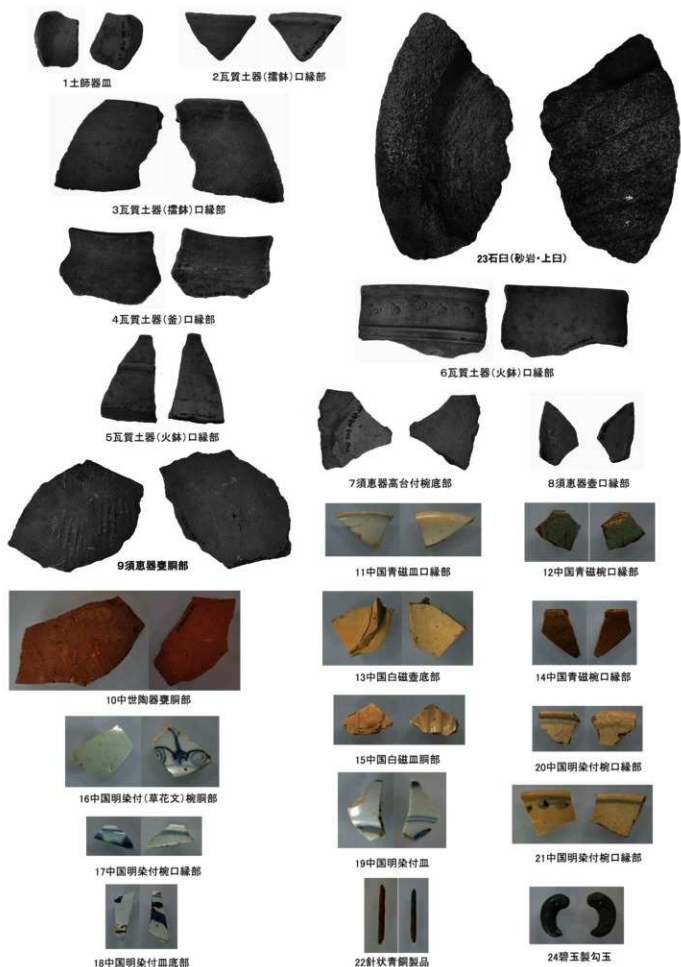 1土師器皿
2瓦質土器(擂鉢)口縁部
3瓦質土器(擂鉢)口縁部
23石臼(砂岩・上臼)
4瓦質土器(釜)口縁部
6瓦質土器(火鉢)口縁部
5瓦質土器(火鉢)口縁部
7須恵器高台付椀底部
8須恵器壺口縁部
9須恵器甕胴部
11中国青磁皿口縁部
12中国青磁椀口縁部
10中世陶器甕胴部
13中国白磁壺底部
14中国青磁椀口縁部
15中国白磁皿胴部
20中国明染付椀口縁部
16中国明染付(草花文)椀胴部
17中国明染付椀口縁部
19中国明染付皿
21中国明染付椀口縁部
18中国明染付皿底部
22針状青銅製品
24碧玉製勾玉